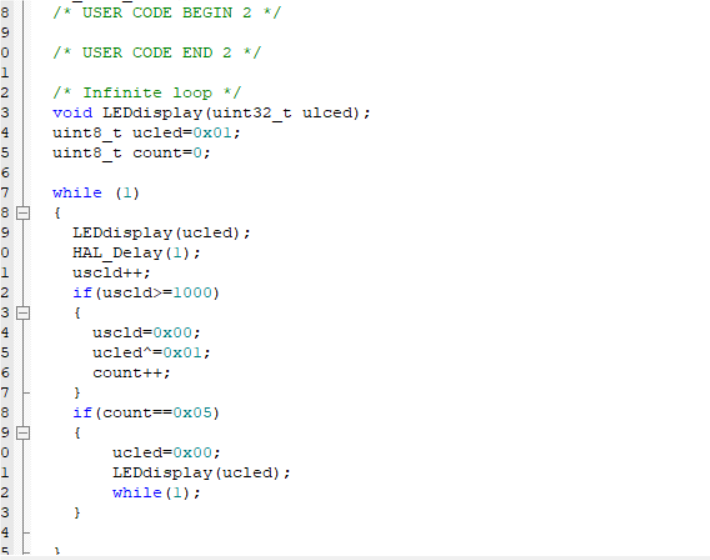 8 /* USER CODE BEGIN 2 */
9
0 /* USER CODE END 2 */
1
2 /* Infinite loop */
3 void LEDdisplay(uint32_t ulced);
4 uint8_t ucled=0x01;
5 uint8_t count=0;
6
7 while (1)
8 {
9 LEDdisplay(ucled);
0 HAL_Delay(1);
1 uscld++;
2 if(uscld>=1000)
3 {
4 uscld=0x00;
5 ucled^=0x01;
6 count++;
7 }
8 if(count==0x05)
9 {
0 ucled=0x00;
1 LEDdisplay(ucled);
2 while(1);
3 }
4
5 }